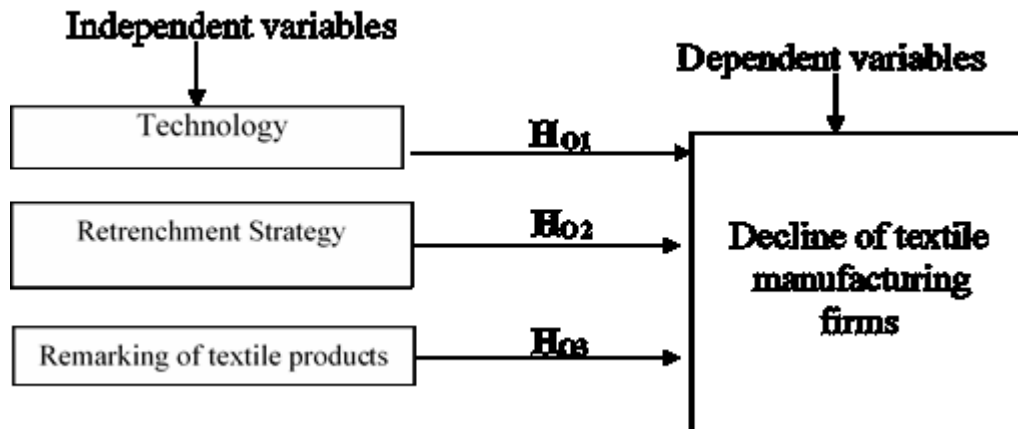 Independent variables
Dependent variables
Technology
HO1
Retrenchment Strategy
HO2
Decline of textile
manufacturing
firms
Remarking of textile products
HO3